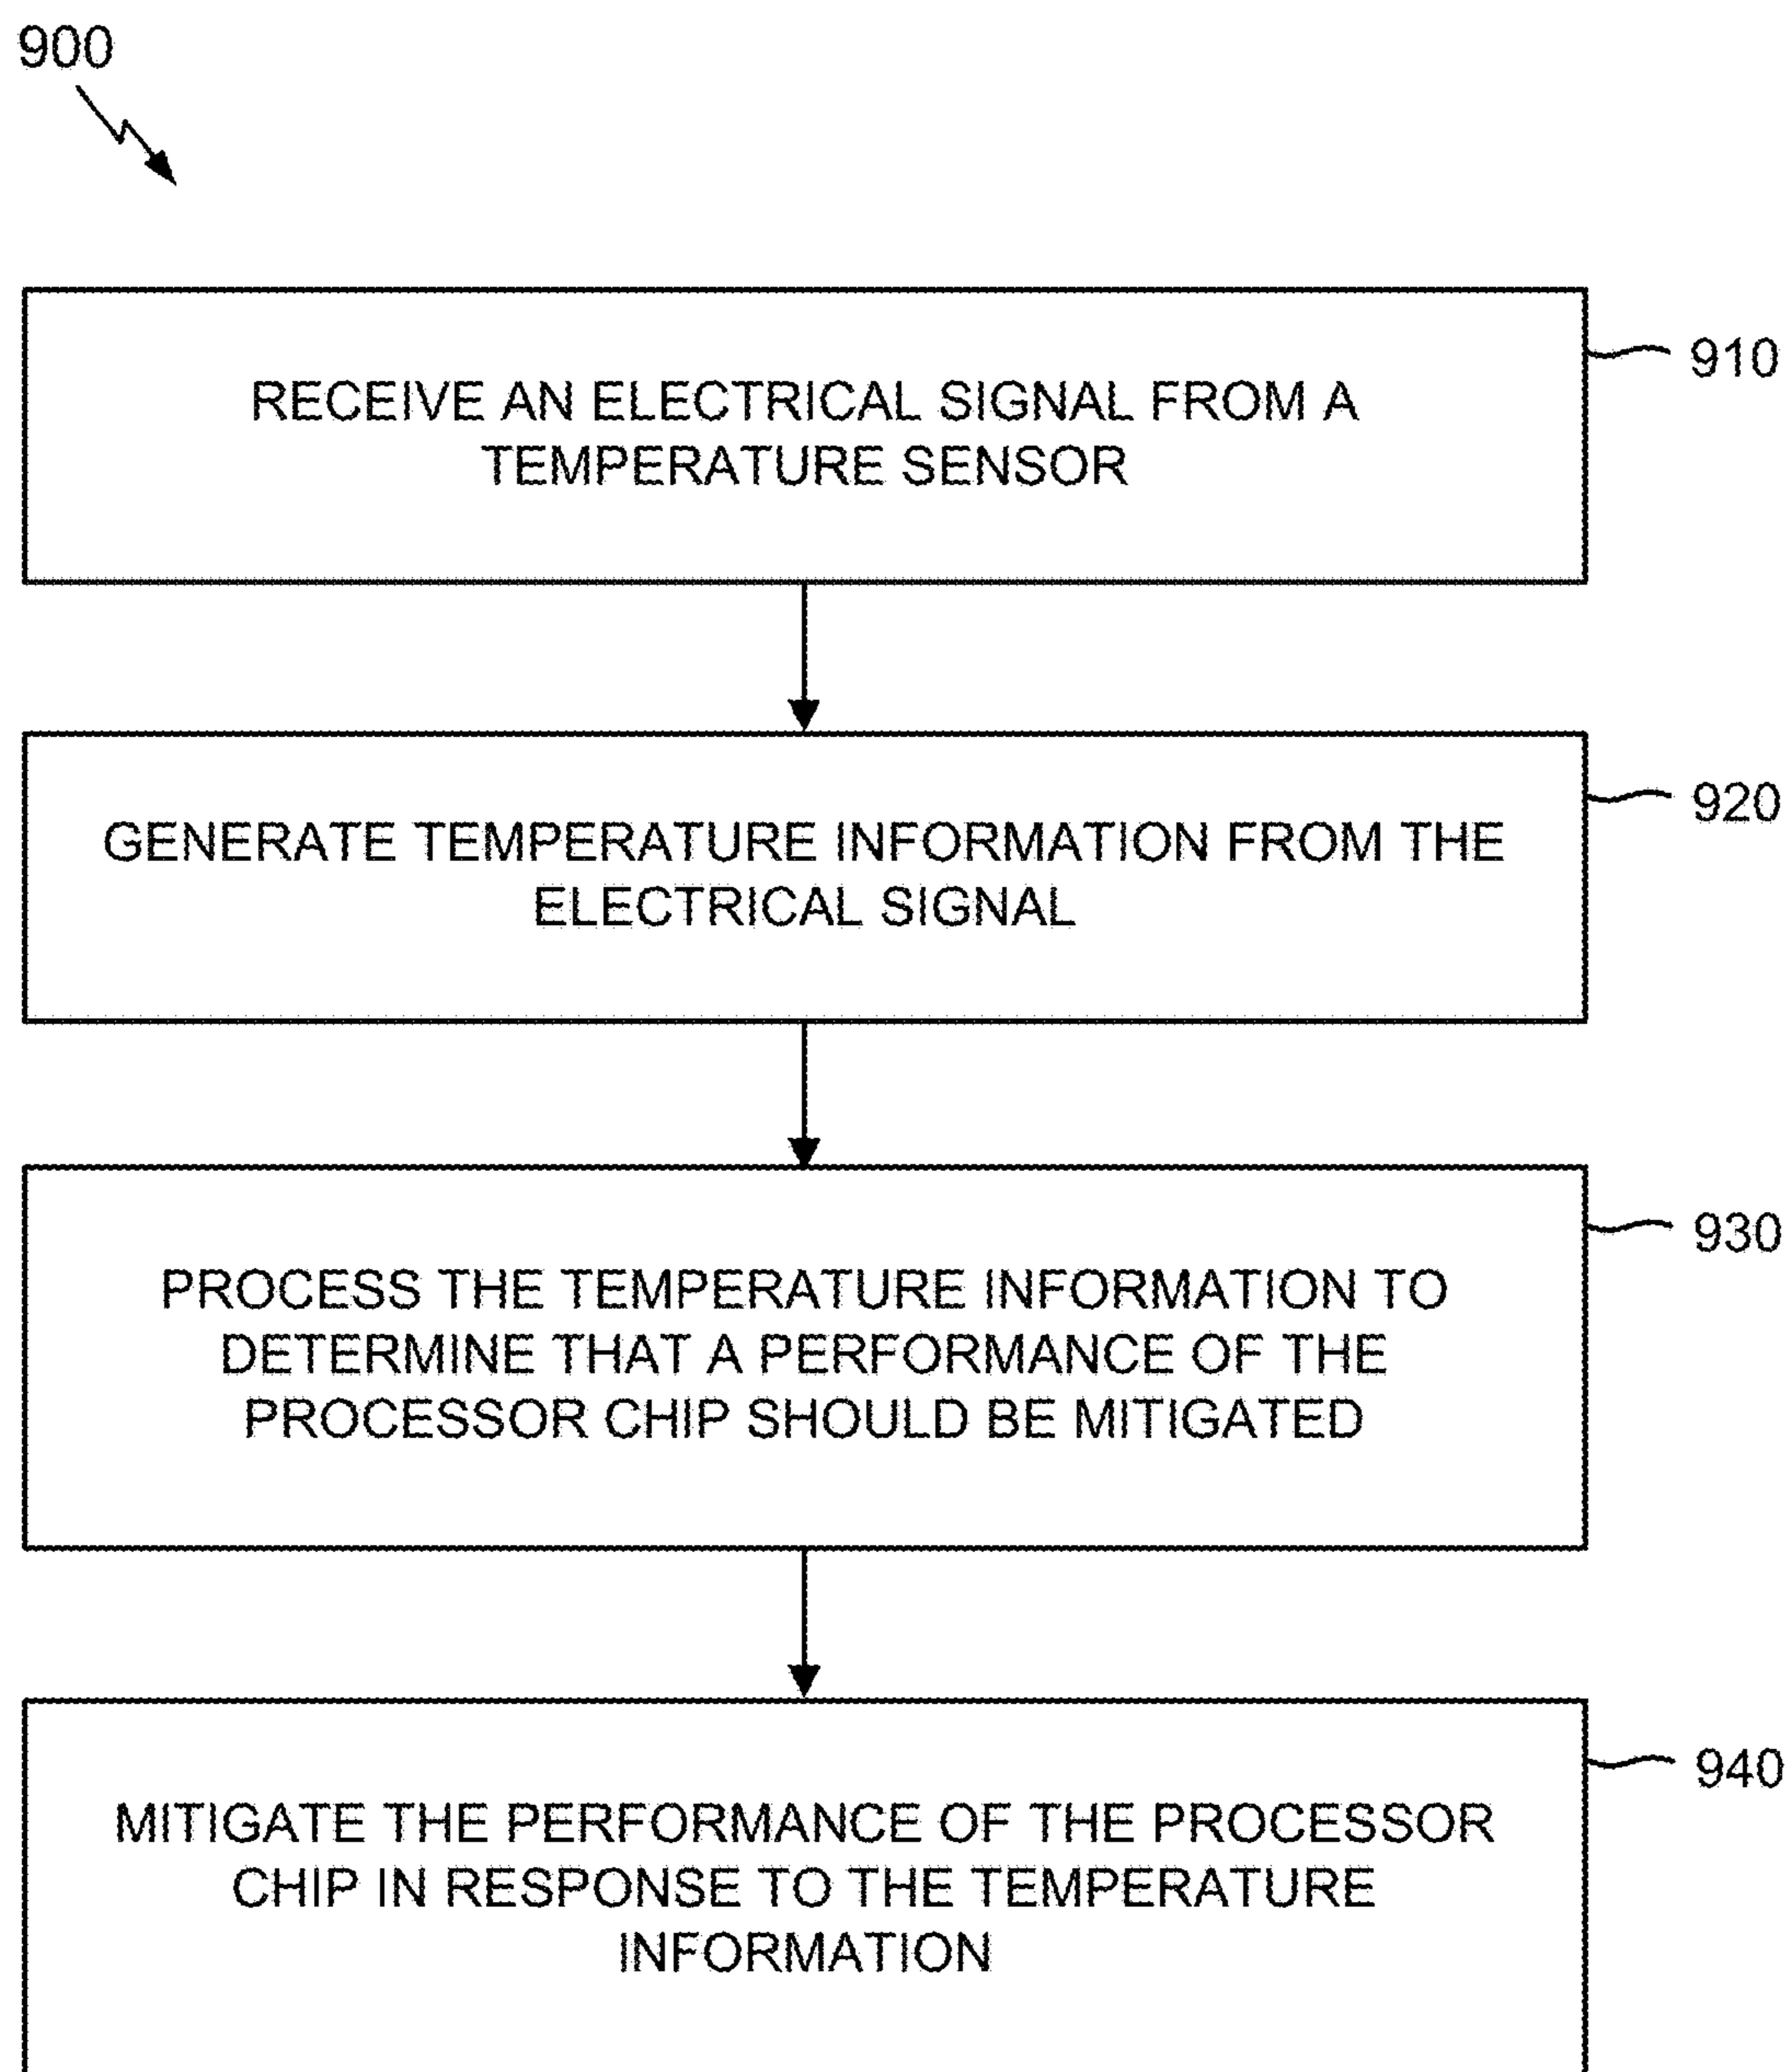 900
RECEIVE AN ELECTRICAL SIGNAL FROM A
TEMPERATURE SENSOR
910
GENERATE TEMPERATURE INFORMATION FROM THE
ELECTRICAL SIGNAL
920
PROCESS THE TEMPERATURE INFORMATION TO
DETERMINE THAT A PERFORMANCE OF THE
PROCESSOR CHIP SHOULD BE MITIGATED
930
MITIGATE THE PERFORMANCE OF THE PROCESSOR
CHIP IN RESPONSE TO THE TEMPERATURE
INFORMATION
940